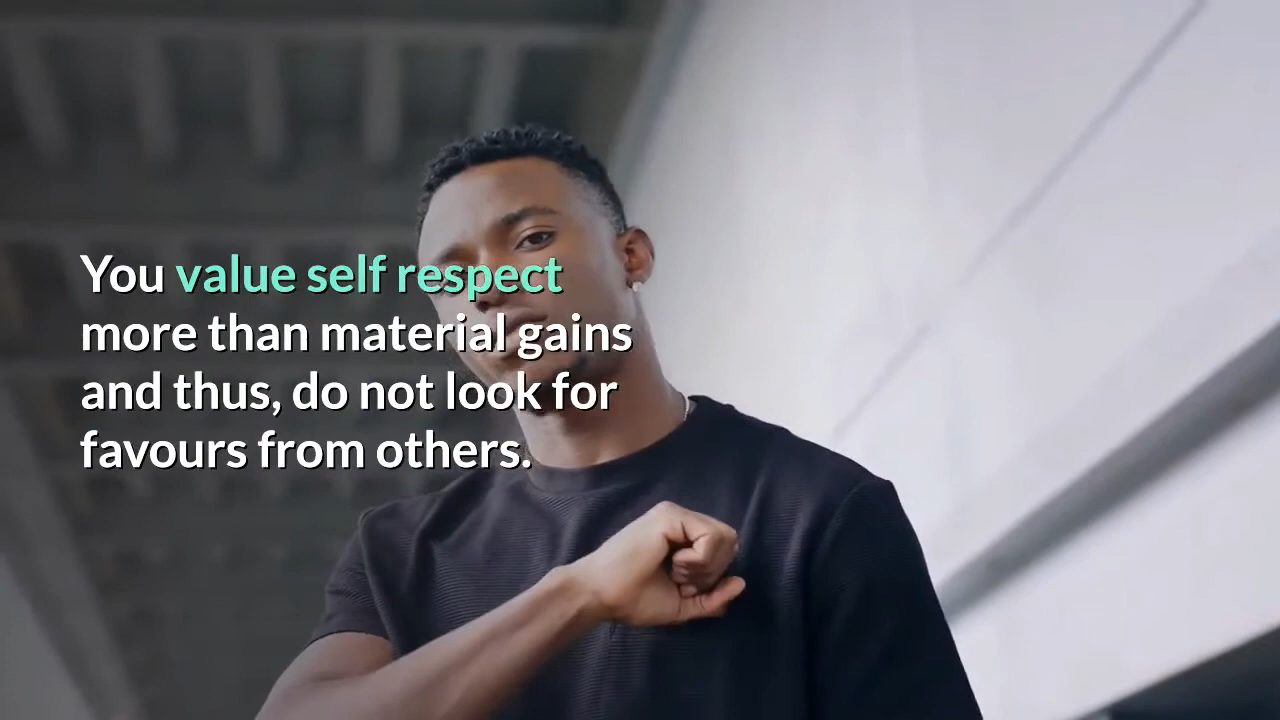 You value self respect
more than material gains
and thus, do not look for
favours from others.